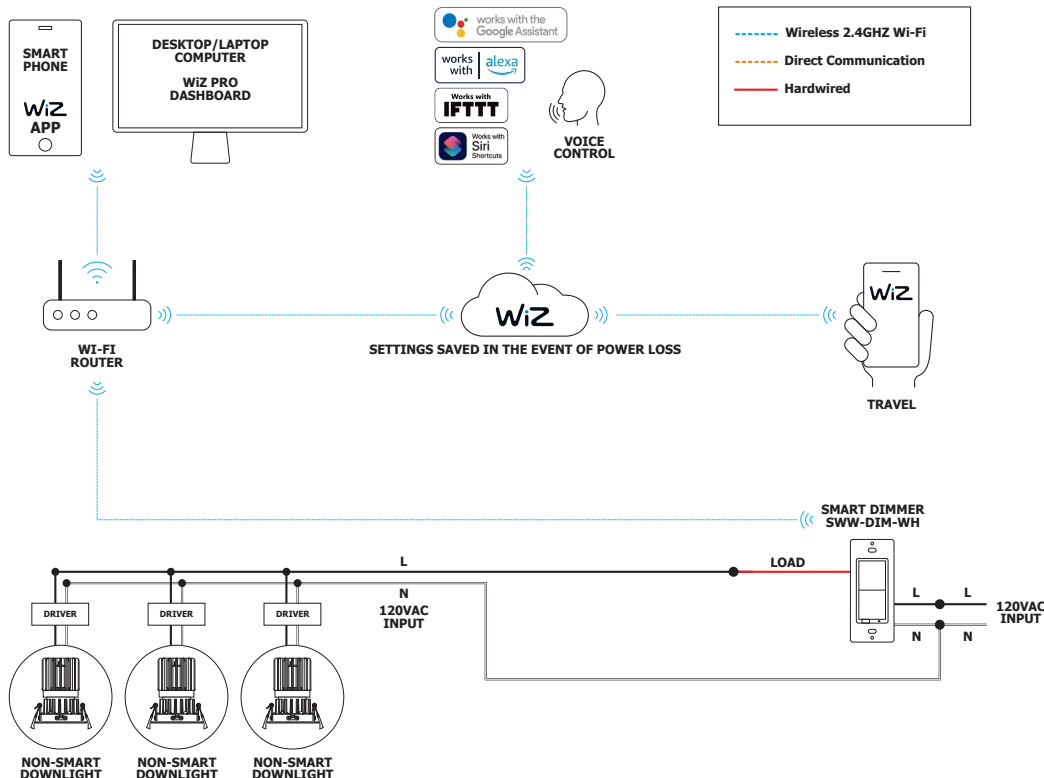 SMART
PHONE
WiZ
APP
DESKTOP/LAPTOP
COMPUTER
WiZ PRO
DASHBOARD
works with the
Google Assistant
works
with
alexa
Works with
IFTTT
Works with
Siri
Shortcuts
VOICE
CONTROL
Wireless 2.4GHZ Wi-Fi
Direct Communication
Hardwired
WI-FI
ROUTER
WiZ
SETTINGS SAVED IN THE EVENT OF POWER LOSS
WiZ
TRAVEL
SMART DIMMER
SWW-DIM-WH
L
LOAD
N
120VAC
INPUT
L
L
N
N
120VAC
INPUT
DRIVER
DRIVER
DRIVER
NON-SMART
DOWNLIGHT
NON-SMART
DOWNLIGHT
NON-SMART
DOWNLIGHT